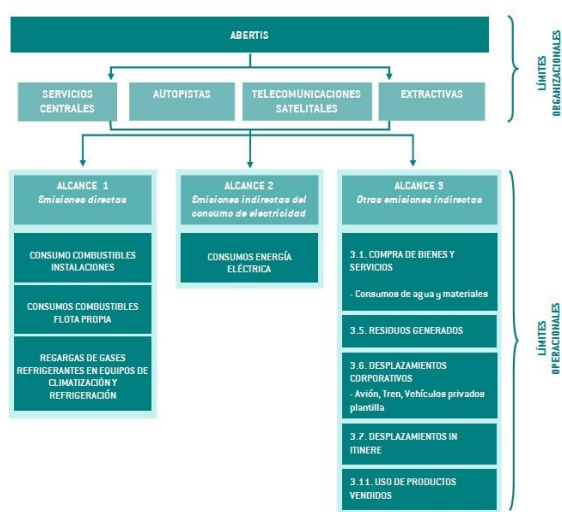 ABERTIS
SERVICIOS
CENTRALES
AUTOPISTAS
TELECOMUNICACIONES
SATELITALES
EXTRACTIVAS
LÍMITES
ORGANIZACIONALES
ALCANCE 1
Emisiones directas
CONSUMO COMBUSTIBLES
INSTALACIONES
CONSUMOS COMBUSTIBLES
FLOTA PROPIA
REGARGAS DE GASES
REFRIGERANTES EN EQUIPOS DE
CLIMATIZACIÓN Y
REFRIGERACIÓN
ALCANCE 2
Emisiones indirectas del
consumo de electricidad
CONSUMOS ENERGÍA
ELÉCTRICA
ALCANCE 3
Otras emisiones indirectas
3.1. COMPRA DE BIENES Y
SERVICIOS
- Consumos de agua y materiales
3.5. RESIDUOS GENERADOS
3.6. DESPLAZAMIENTOS
CORPORATIVOS
- Avión, Tren, Vehículos privados
plantilla
3.7. DESPLAZAMIENTOS IN
ITINERE
3.11. USO DE PRODUCTOS
VENDIDOS
LÍMITES
OPERACIONALES